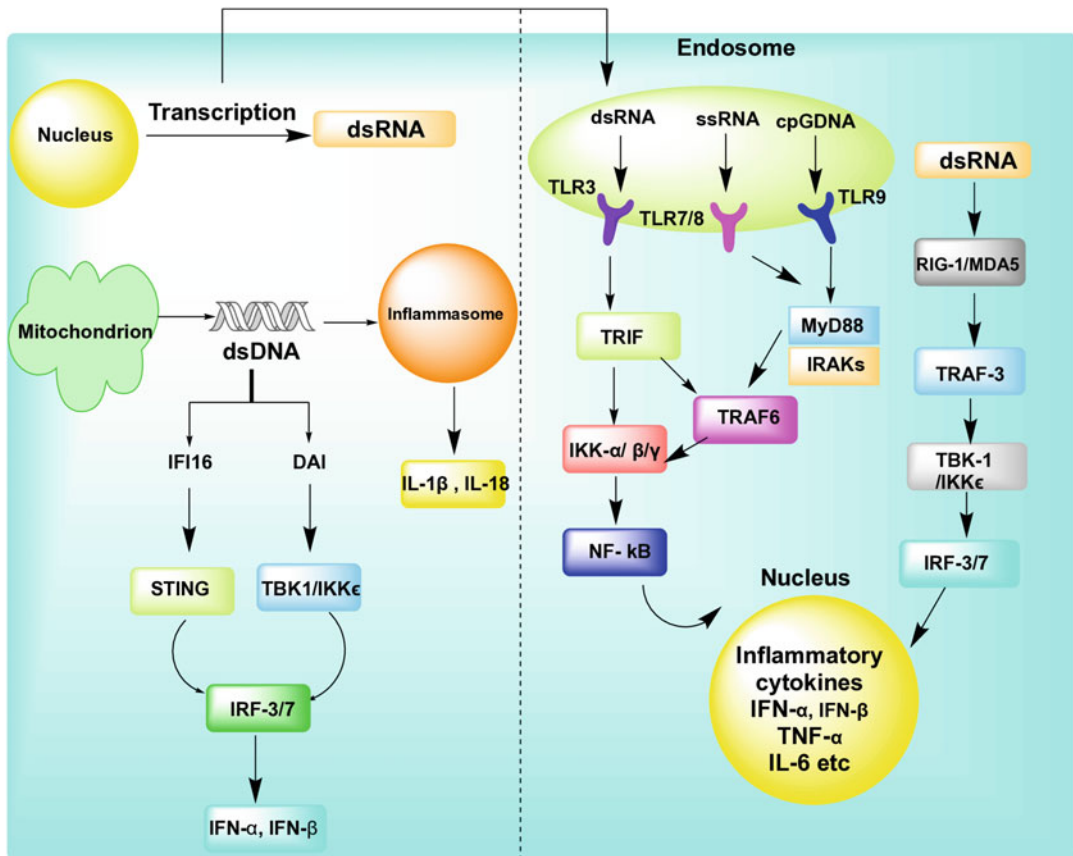 Endosome
Nucleus
Transcription
dsRNA
dsRNA
ssRNA
cpGDNA
TLR3
TLR7/8
TLR9
dsRNA
RIG-1/MDA5
Mitochondrion
dsDNA
Inflammasome
TRIF
MyD88
IRAKs
TRAF-3
TRAF6
IFI16
DAI
IL-1β , IL-18
IKK-α/ β/γ
TBK-1
/IKKϵ
NF- kB
IRF-3/7
STING
TBK1/IKKϵ
Nucleus
Inflammatory
cytokines
IFN-α, IFN-β
TNF-α
IL-6 etc
IRF-3/7
IFN-α, IFN-β